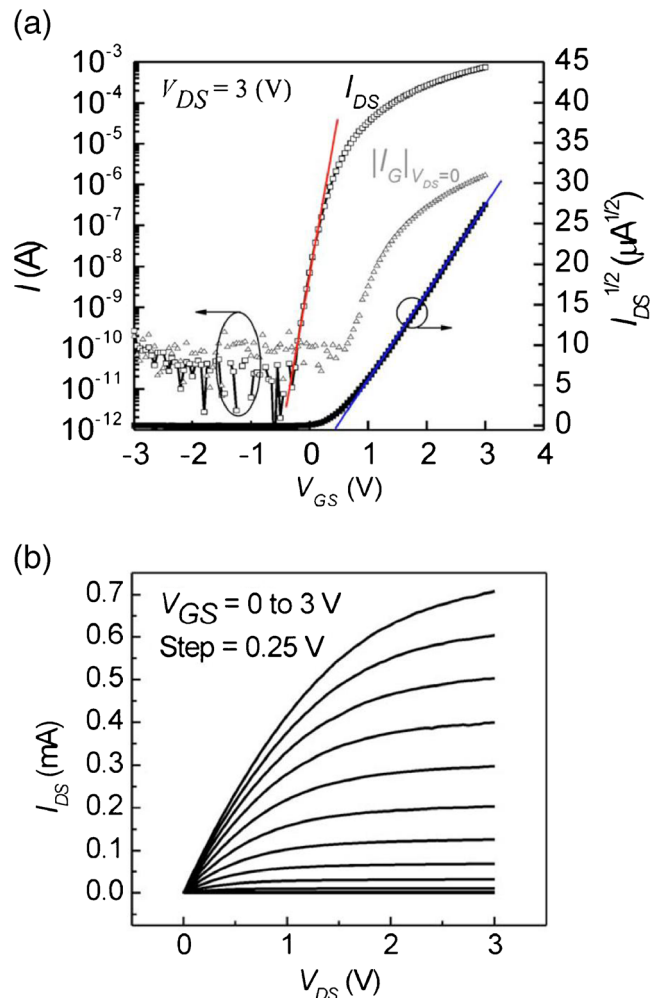 (a)
10⁻³
10⁻⁴
10⁻⁵
10⁻⁶
10⁻⁷
10⁻⁸
10⁻⁹
10⁻¹⁰
10⁻¹¹
10⁻¹²
I (A)
V_DS = 3 (V)
I_DS
|I_G|_{V_DS=0}
45
40
35
30
25
20
15
10
5
0
I_DS^{1/2} (µA^{1/2})
-3 -2 -1 0 1 2 3 4
V_GS (V)
(b)
V_GS = 0 to 3 V
Step = 0.25 V
0.7
0.6
0.5
0.4
0.3
0.2
0.1
0.0
I_DS (mA)
0 1 2 3
V_DS (V)